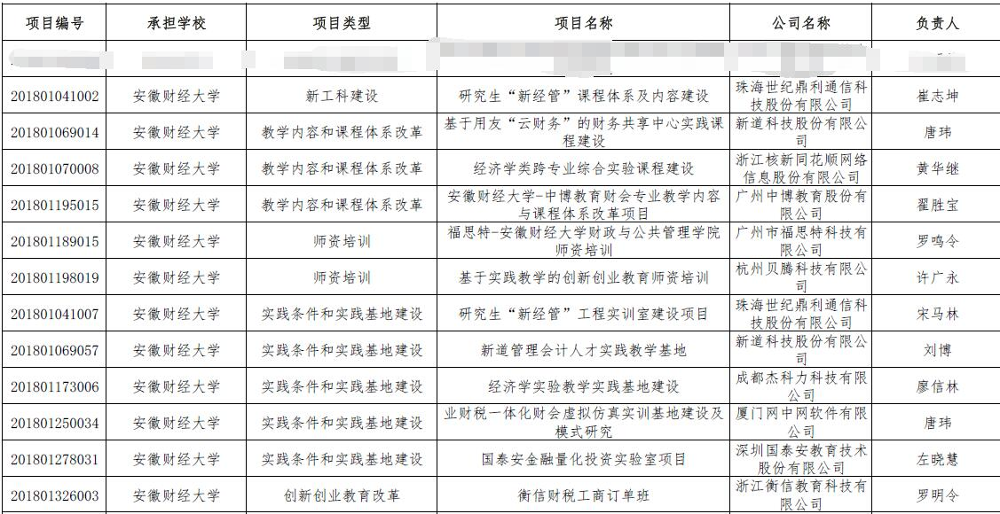 项目编号 承担学校 项目类型 项目名称 公司名称 负责人
201801041002 安徽财经大学 新工科建设 研究生“新经管”课程体系及内容建设 珠海世纪鼎利通信科
技股份有限公司 崔志坤
201801069014 安徽财经大学 教学内容和课程体系改革 基于用友“云财务”的财务共享中心实践课
程建设 新道科技股份有限公
司 唐玮
201801070008 安徽财经大学 教学内容和课程体系改革 经济学类跨专业综合实验课程建设 浙江核新同花顺网络
信息股份有限公司 黄华继
201801195015 安徽财经大学 教学内容和课程体系改革 安徽财经大学-中博教育财会专业教学内容
与课程体系改革项目 广州中博教育股份有
限公司 翟胜宝
201801189015 安徽财经大学 师资培训 福思特-安徽财经大学财政与公共管理学院
师资培训 广州市福思特科技有
限公司 罗鸣令
201801198019 安徽财经大学 师资培训 基于实践教学的创新创业教育师资培训 杭州贝腾科技有限公
司 许广永
201801041007 安徽财经大学 实践条件和实践基地建设 研究生“新经管”工程实训室建设项目 珠海世纪鼎利通信科
技股份有限公司 宋马林
201801069057 安徽财经大学 实践条件和实践基地建设 新道管理会计人才实践教学基地 新道科技股份有限公
司 刘博
201801173006 安徽财经大学 实践条件和实践基地建设 经济学实验教学实践基地建设 成都杰科力科技有限
公司 廖信林
201801250034 安徽财经大学 实践条件和实践基地建设 业财税一体化财会虚拟仿真实训基地建设及
模式研究 厦门网中网软件有限
公司 唐玮
201801278031 安徽财经大学 实践条件和实践基地建设 国泰安金融量化投资实验室项目 深圳国泰安教育技术
股份有限公司 左晓慧
201801326003 安徽财经大学 创新创业教育改革 衡信财税工商订单班 浙江衡信教育科技有
限公司 罗明令